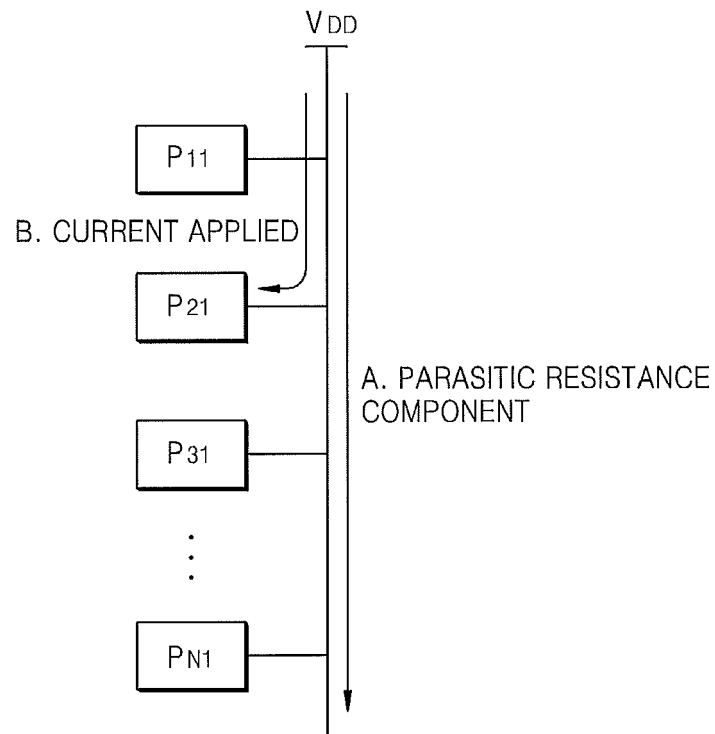 VDD
P11
B. CURRENT APPLIED
P21
A. PARASITIC RESISTANCE
COMPONENT
P31
PN1